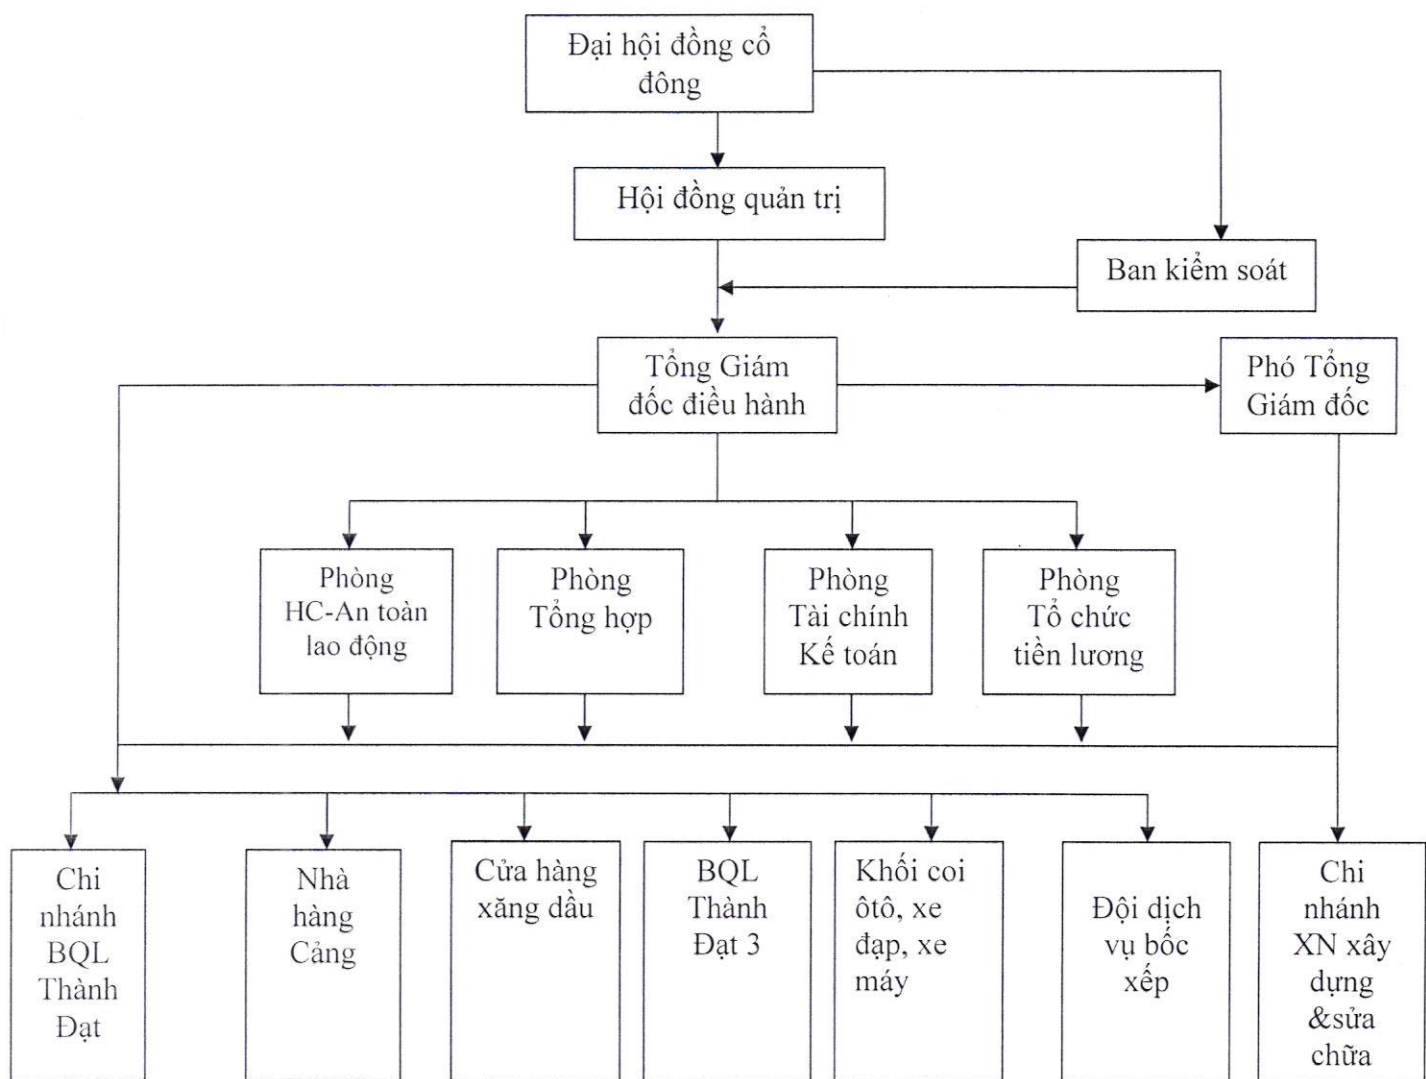 Đại hội đồng cổ
đông
Hội đồng quản trị
Ban kiểm soát
Tổng Giám
đốc điều hành
Phó Tổng
Giám đốc
Phòng
HC-An toàn
lao động
Phòng
Tổng hợp
Phòng
Tài chính
Kế toán
Phòng
Tổ chức
tiền lương
Chi
nhánh
BQL
Thành
Đạt
Nhà
hàng
Cảng
Cửa hàng
xăng dầu
BQL
Thành
Đạt 3
Khối coi
ôtô, xe
đạp, xe
máy
Đội dịch
vụ bốc
xếp
Chi
nhánh
XN xây
dựng
&sửa
chữa